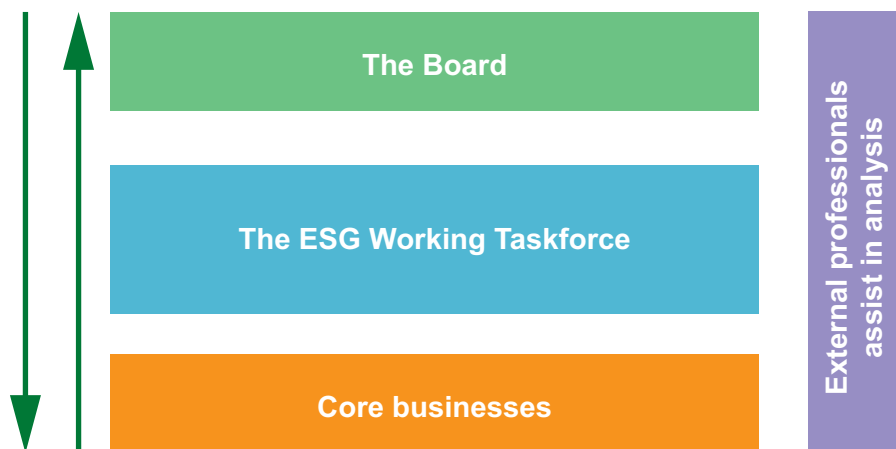 The Board
The ESG Working Taskforce
Core businesses
External professionals
assist in analysis